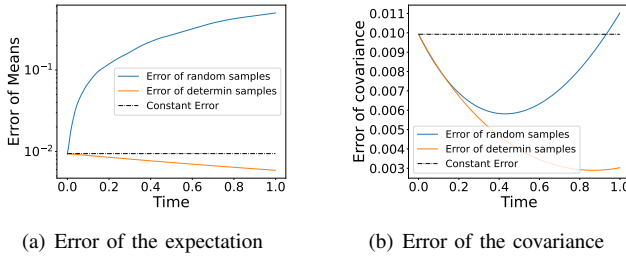 Error of Means
10⁻¹
10⁻²
Error of random samples
Error of determin samples
Constant Error
0.0 0.2 0.4 0.6 0.8 1.0
Time
Error of
covariance
0.011
0.010
0.009
0.008
0.007
0.006
0.005
0.004
0.003
Error of random samples
Error of determin samples
Constant Error
0.0 0.2 0.4 0.6 0.8 1.0
Time
(a) Error of the expectation
(b) Error of the covariance